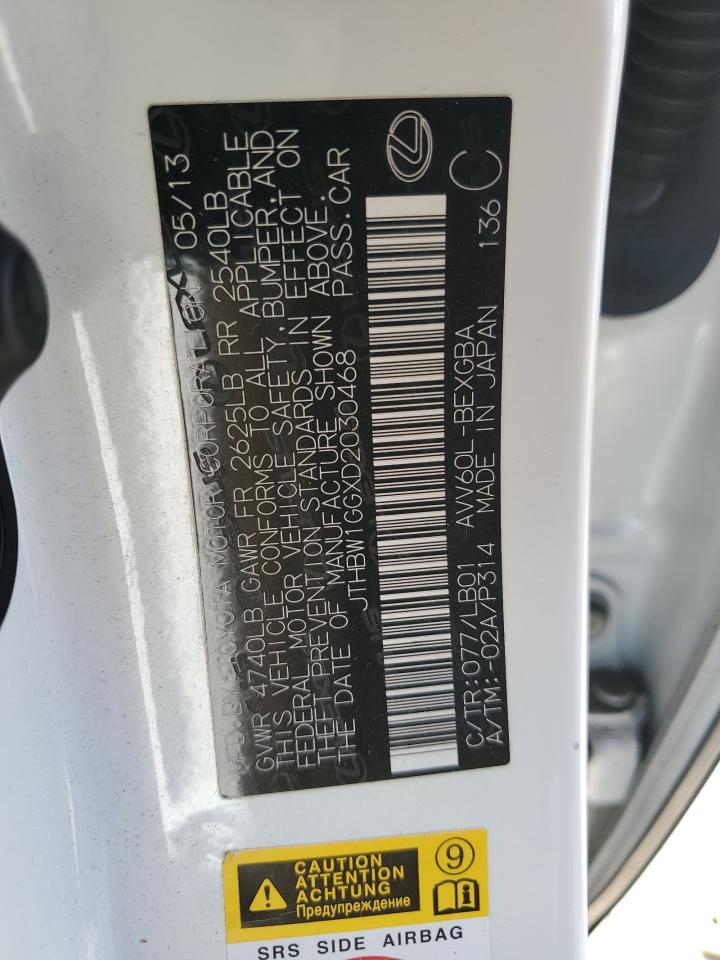 MFD. BY: TOYOTA MOTOR CORPORATION 05/13
GVWR 4740LB GAWR FR 2625LB RR 2540LB
THIS VEHICLE CONFORMS TO ALL APPLICABLE
FEDERAL MOTOR VEHICLE SAFETY, BUMPER, AND
THEFT PREVENTION STANDARDS IN EFFECT ON
THE DATE OF MANUFACTURE SHOWN ABOVE.
JTHBW1GGXD2030468 PASS. CAR
C/TR: 077/LB01 AVV60L-BEXGBA
A/TM: -02A/P314 MADE IN JAPAN 136 C
CAUTION
ATTENTION
ACHTUNG
Предупреждение
9
i
SRS SIDE AIRBAG